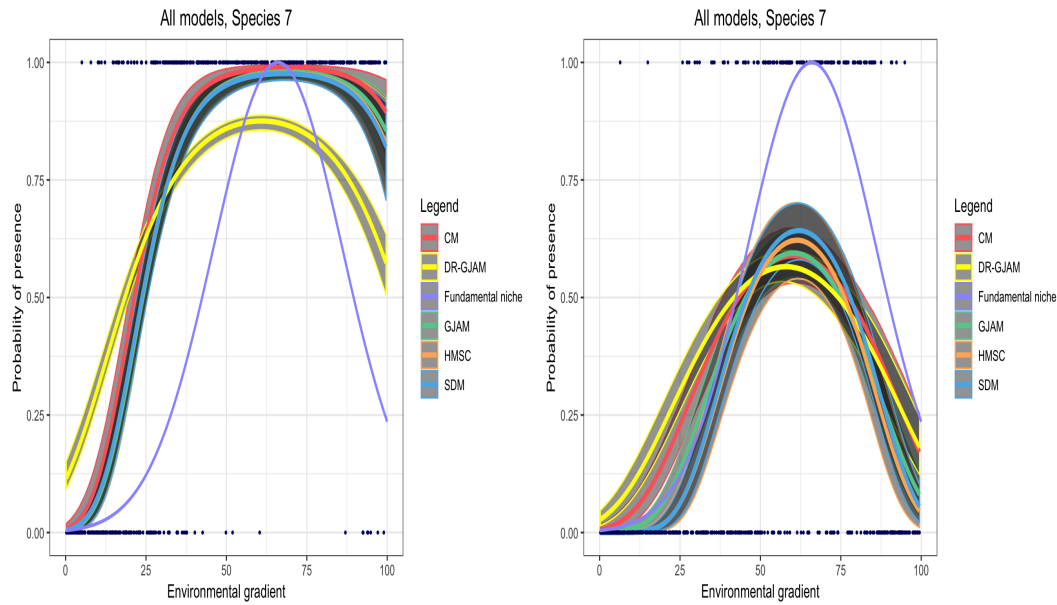 All models, Species 7
Probability of presence
1.00
0.75
0.50
0.25
0.00
0 25 50 75 100
Environmental gradient
Legend
CM
DR-GJAM
Fundamental niche
GJAM
HMSC
SDM
All models, Species 7
Probability of presence
1.00
0.75
0.50
0.25
0.00
0 25 50 75 100
Environmental gradient
Legend
CM
DR-GJAM
Fundamental niche
GJAM
HMSC
SDM